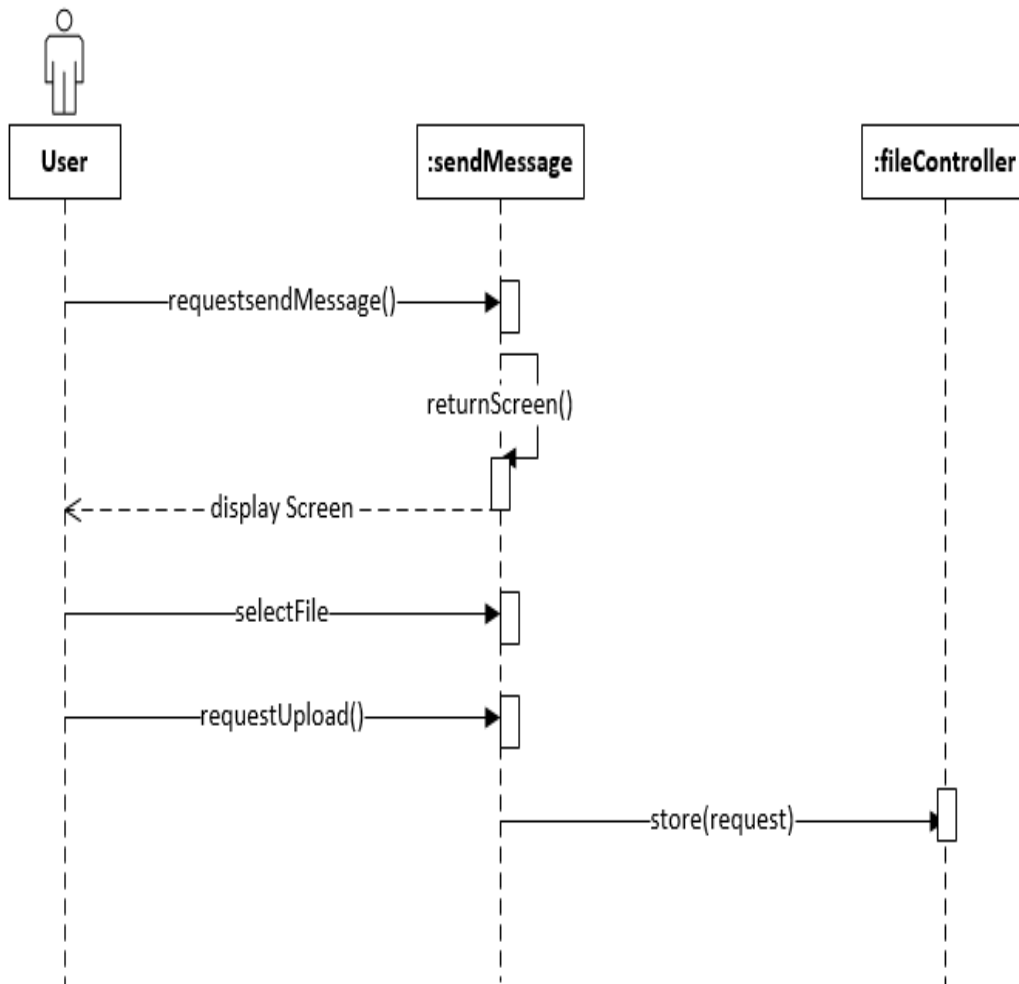 User
:sendMessage
:fileController
requestsendMessage()
returnScreen()
display Screen
selectFile
requestUpload()
store(request)